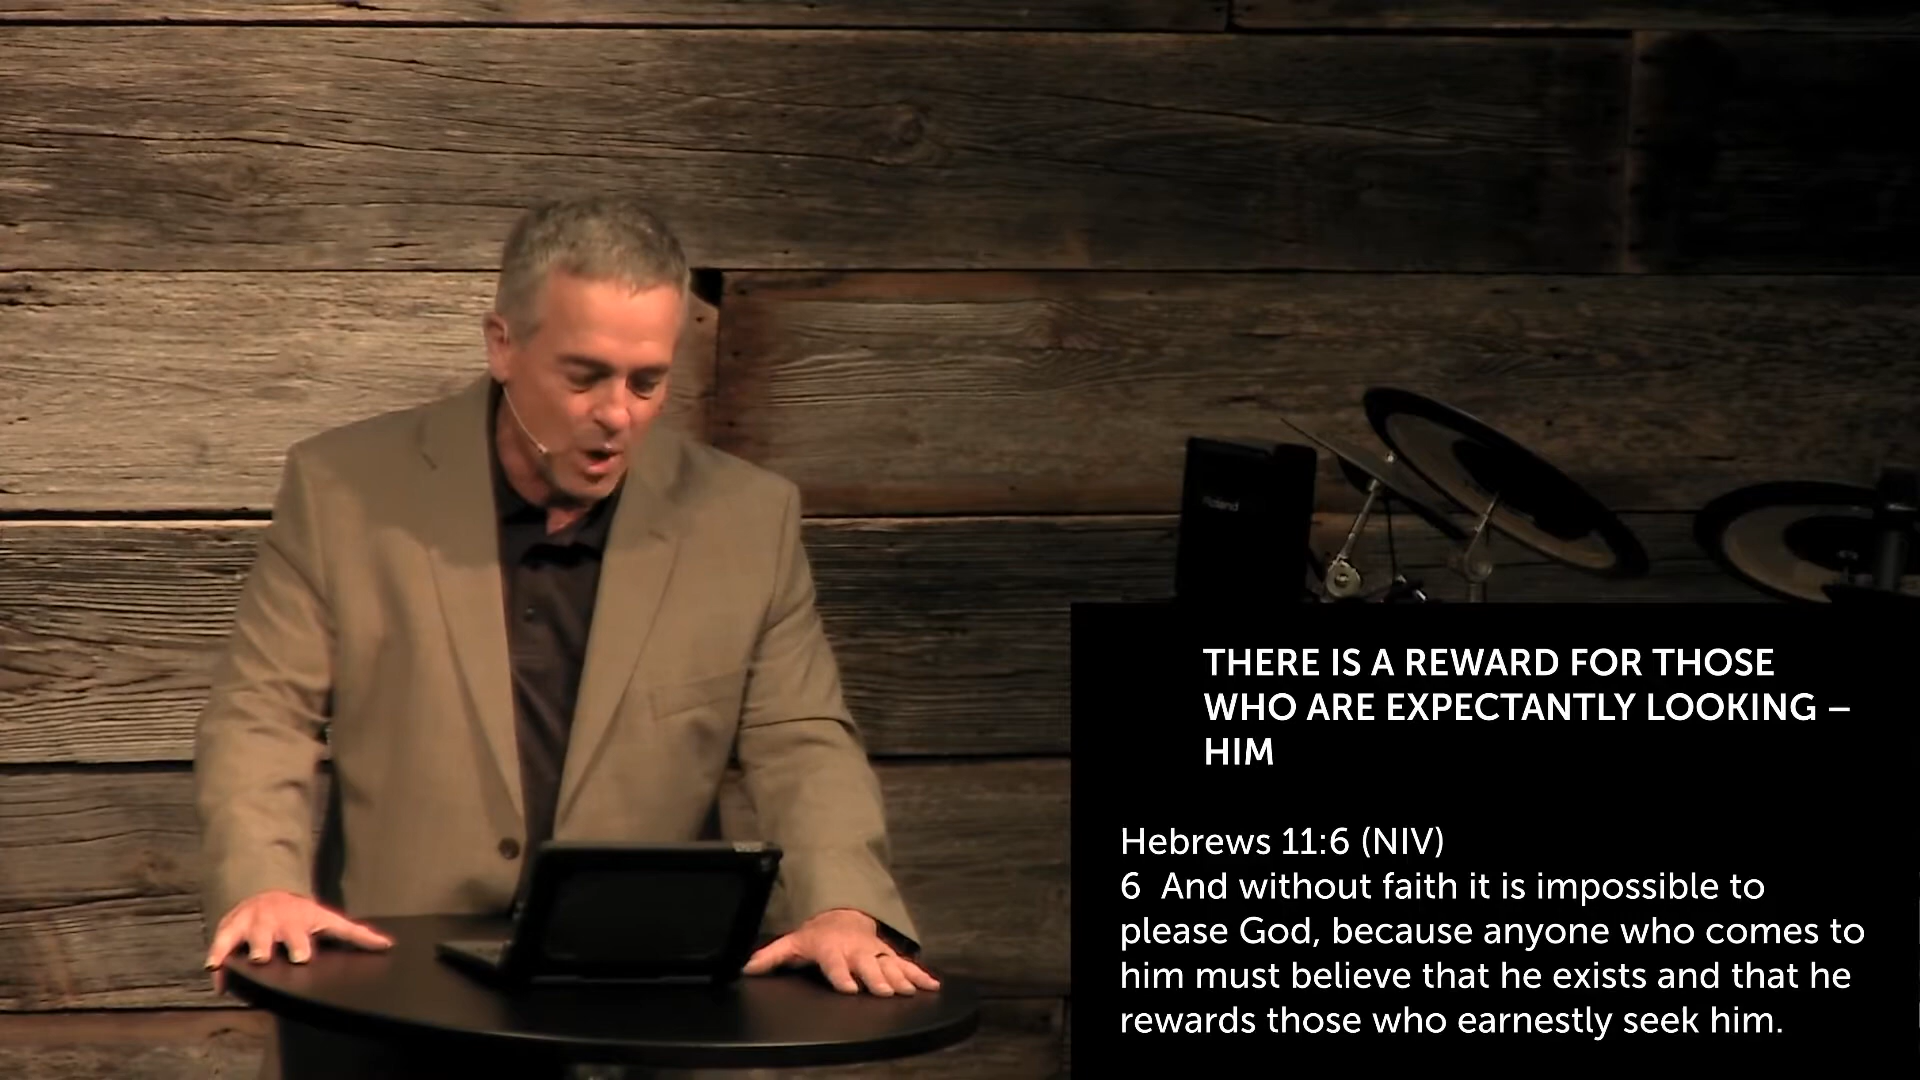 Roland
THERE IS A REWARD FOR THOSE
WHO ARE EXPECTANTLY LOOKING –
HIM
Hebrews 11:6 (NIV)
6 And without faith it is impossible to
please God, because anyone who comes to
him must believe that he exists and that he
rewards those who earnestly seek him.